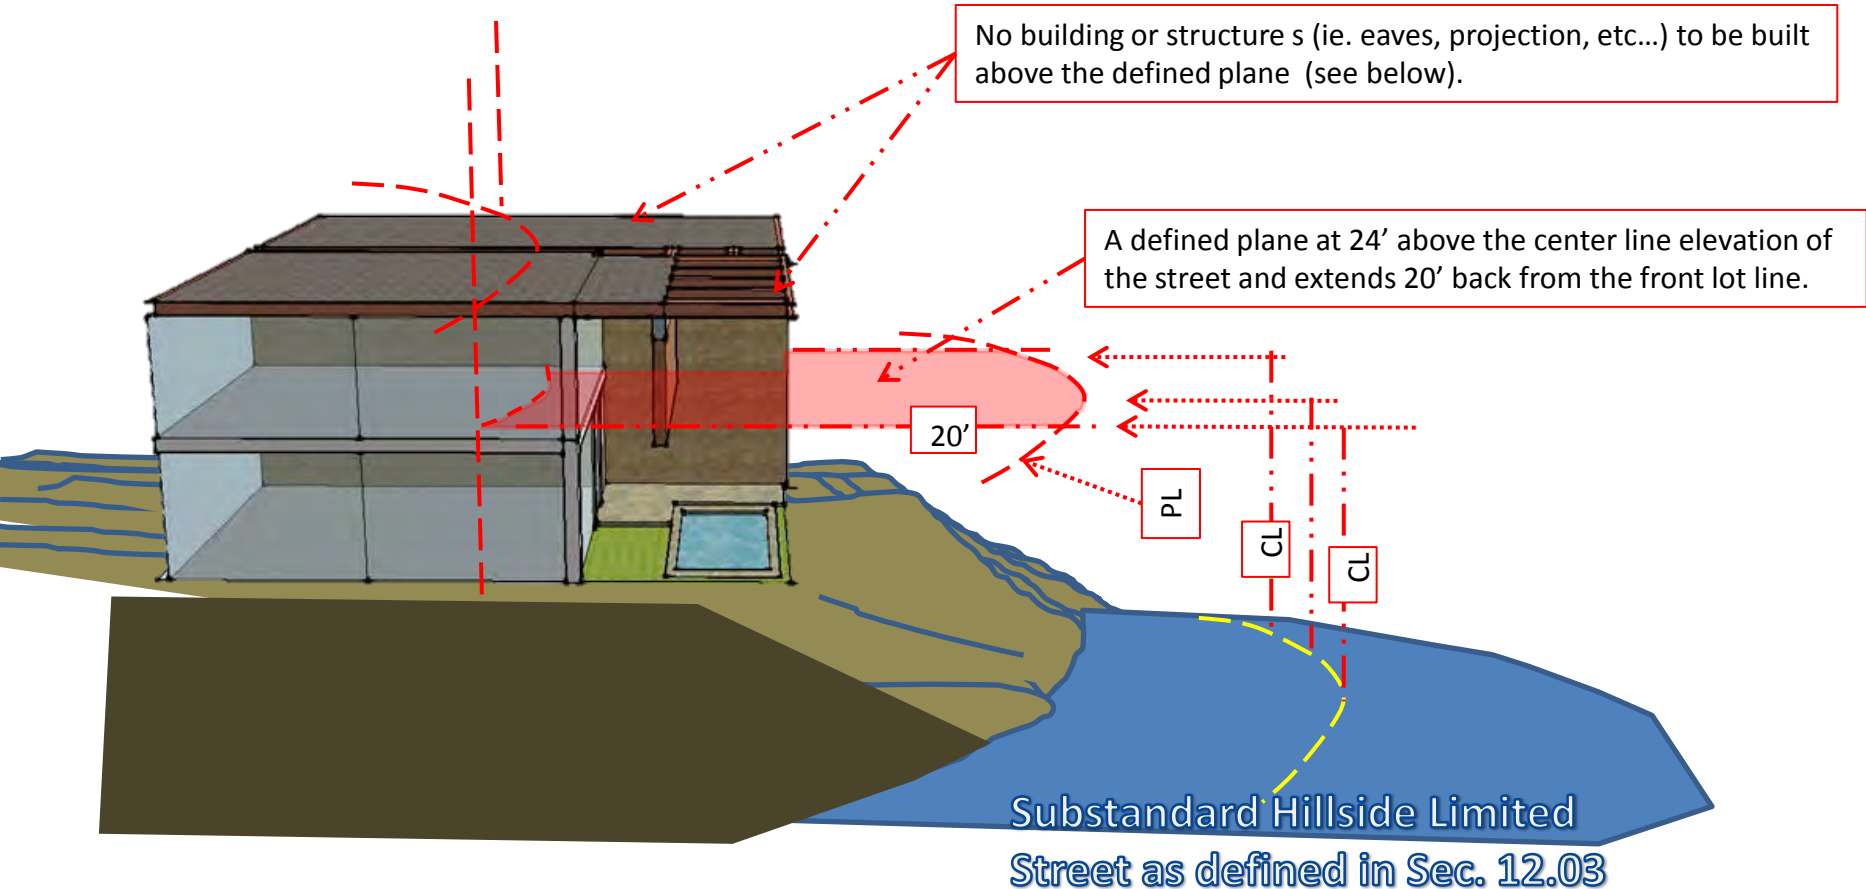 No building or structure s (ie. eaves, projection, etc...) to be built
above the defined plane (see below).
A defined plane at 24’ above the center line elevation of
the street and extends 20’ back from the front lot line.
20’
PL
CL
CL
Substandard Hillside Limited
Street as defined in Sec. 12.03